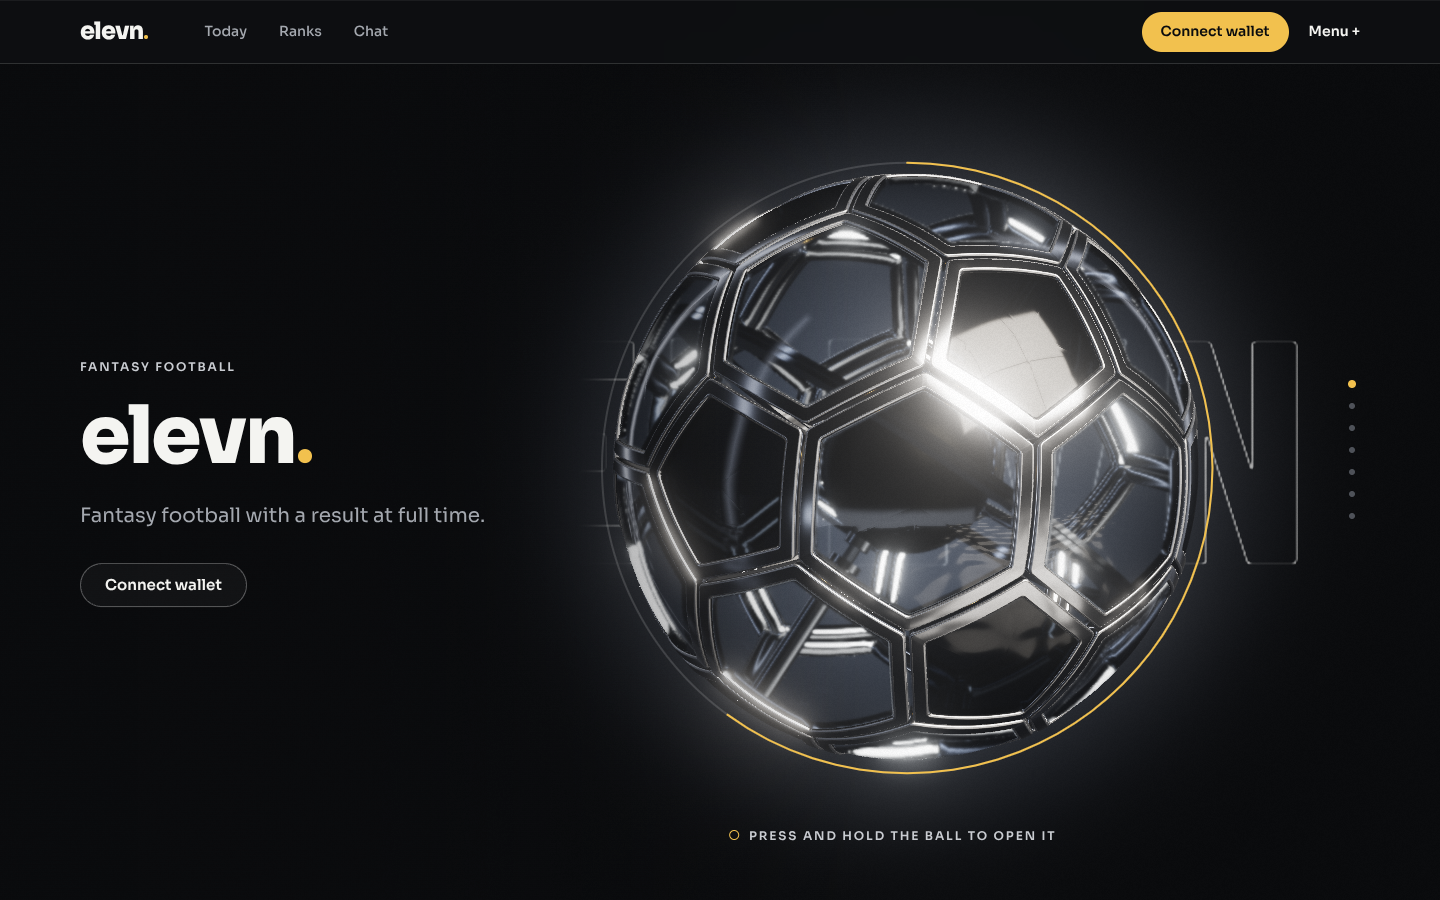 elevn.
Today
Ranks
Chat
Connect wallet
Menu +
FANTASY FOOTBALL
elevn.
Fantasy football with a result at full time.
Connect wallet
N
PRESS AND HOLD THE BALL TO OPEN IT